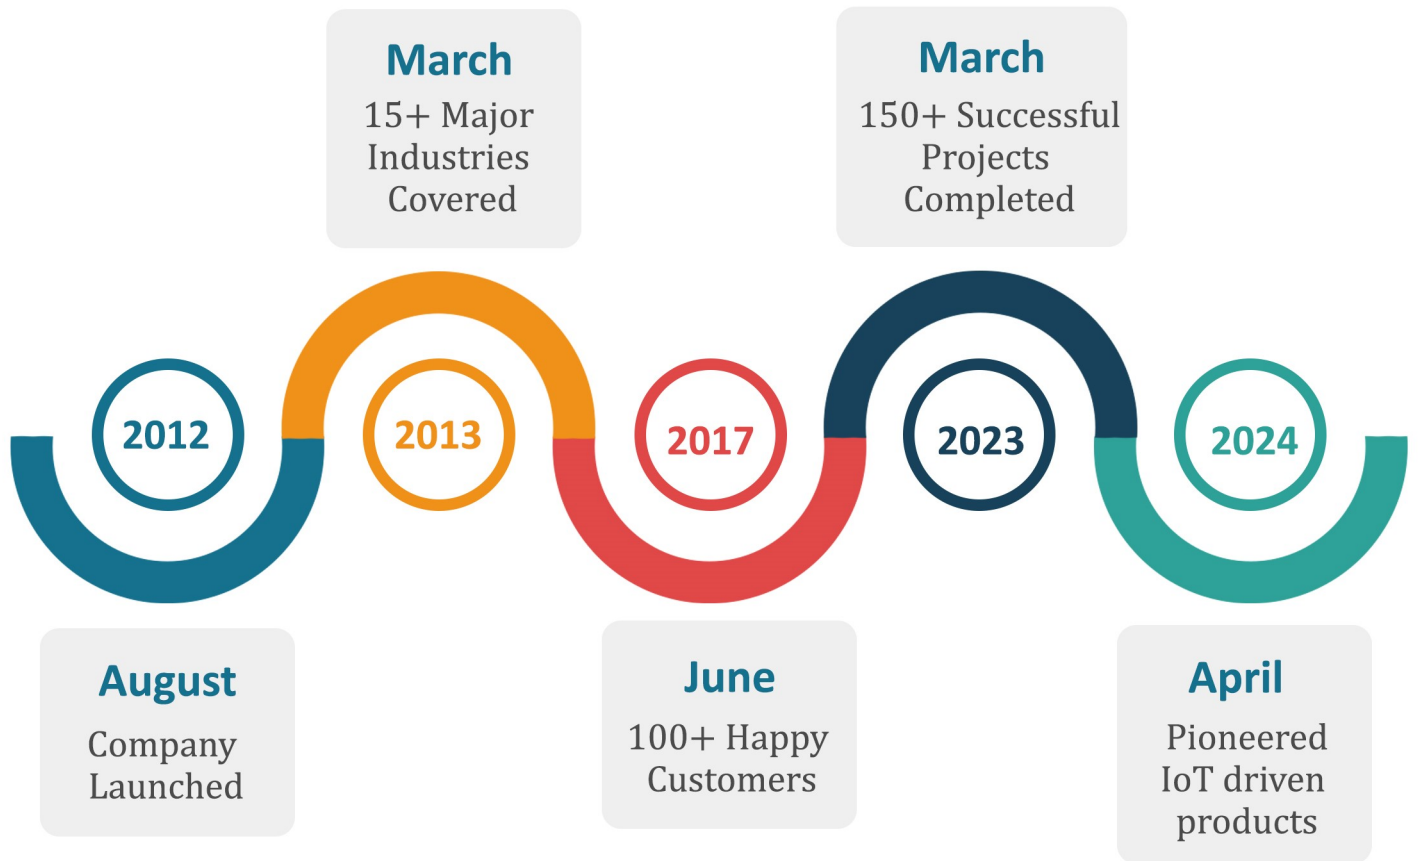 March
15+ Major
Industries
Covered
March
150+ Successful
Projects
Completed
2012
2013
2017
2023
2024
August
Company
Launched
June
100+ Happy
Customers
April
Pioneered
IoT driven
products